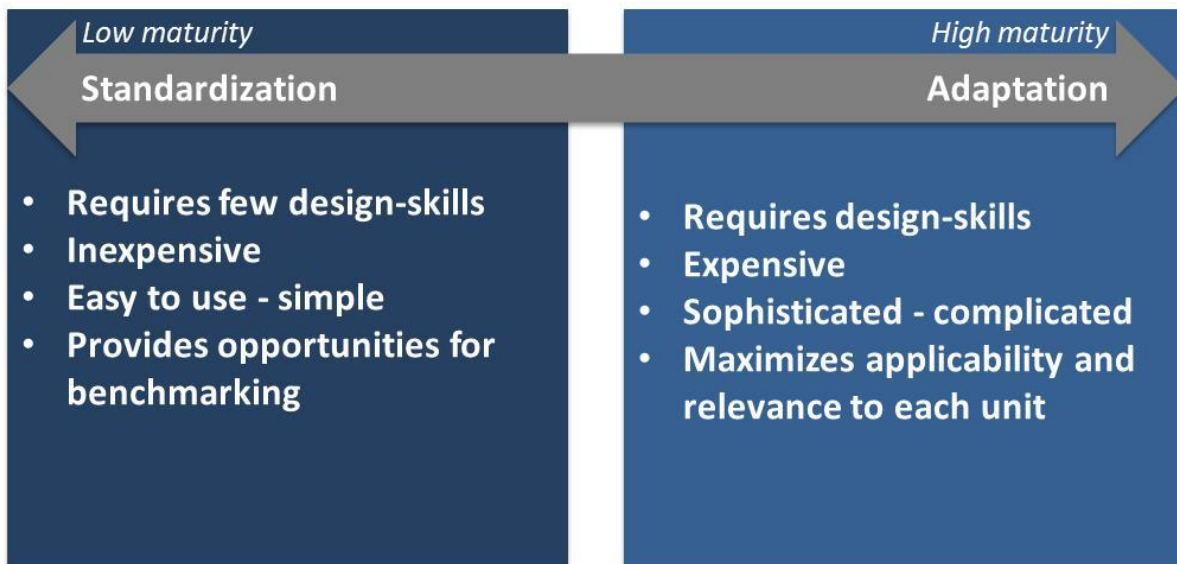 Low maturity
Standardization
• Requires few design-skills
• Inexpensive
• Easy to use - simple
• Provides opportunities for
benchmarking
High maturity
Adaptation
• Requires design-skills
• Expensive
• Sophisticated - complicated
• Maximizes applicability and
relevance to each unit